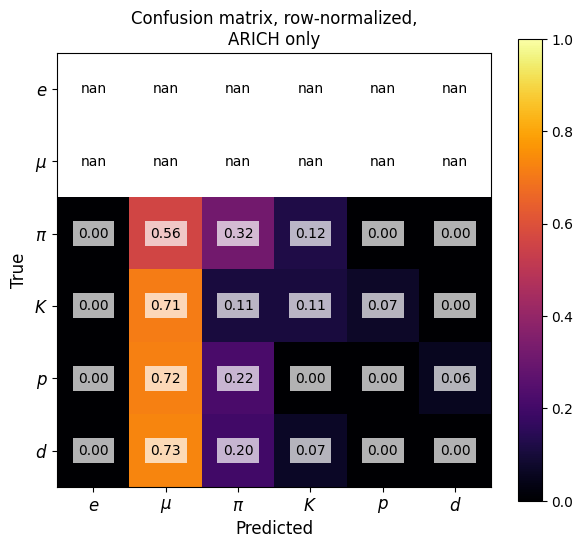 Confusion matrix, row-normalized,
ARICH only
e nan nan nan nan nan nan
μ nan nan nan nan nan nan
π 0.00 0.56 0.32 0.12 0.00 0.00
K 0.00 0.71 0.11 0.11 0.07 0.00
p 0.00 0.72 0.22 0.00 0.00 0.06
d 0.00 0.73 0.20 0.07 0.00 0.00
e μ π K p d
Predicted
True
1.0
0.8
0.6
0.4
0.2
0.0